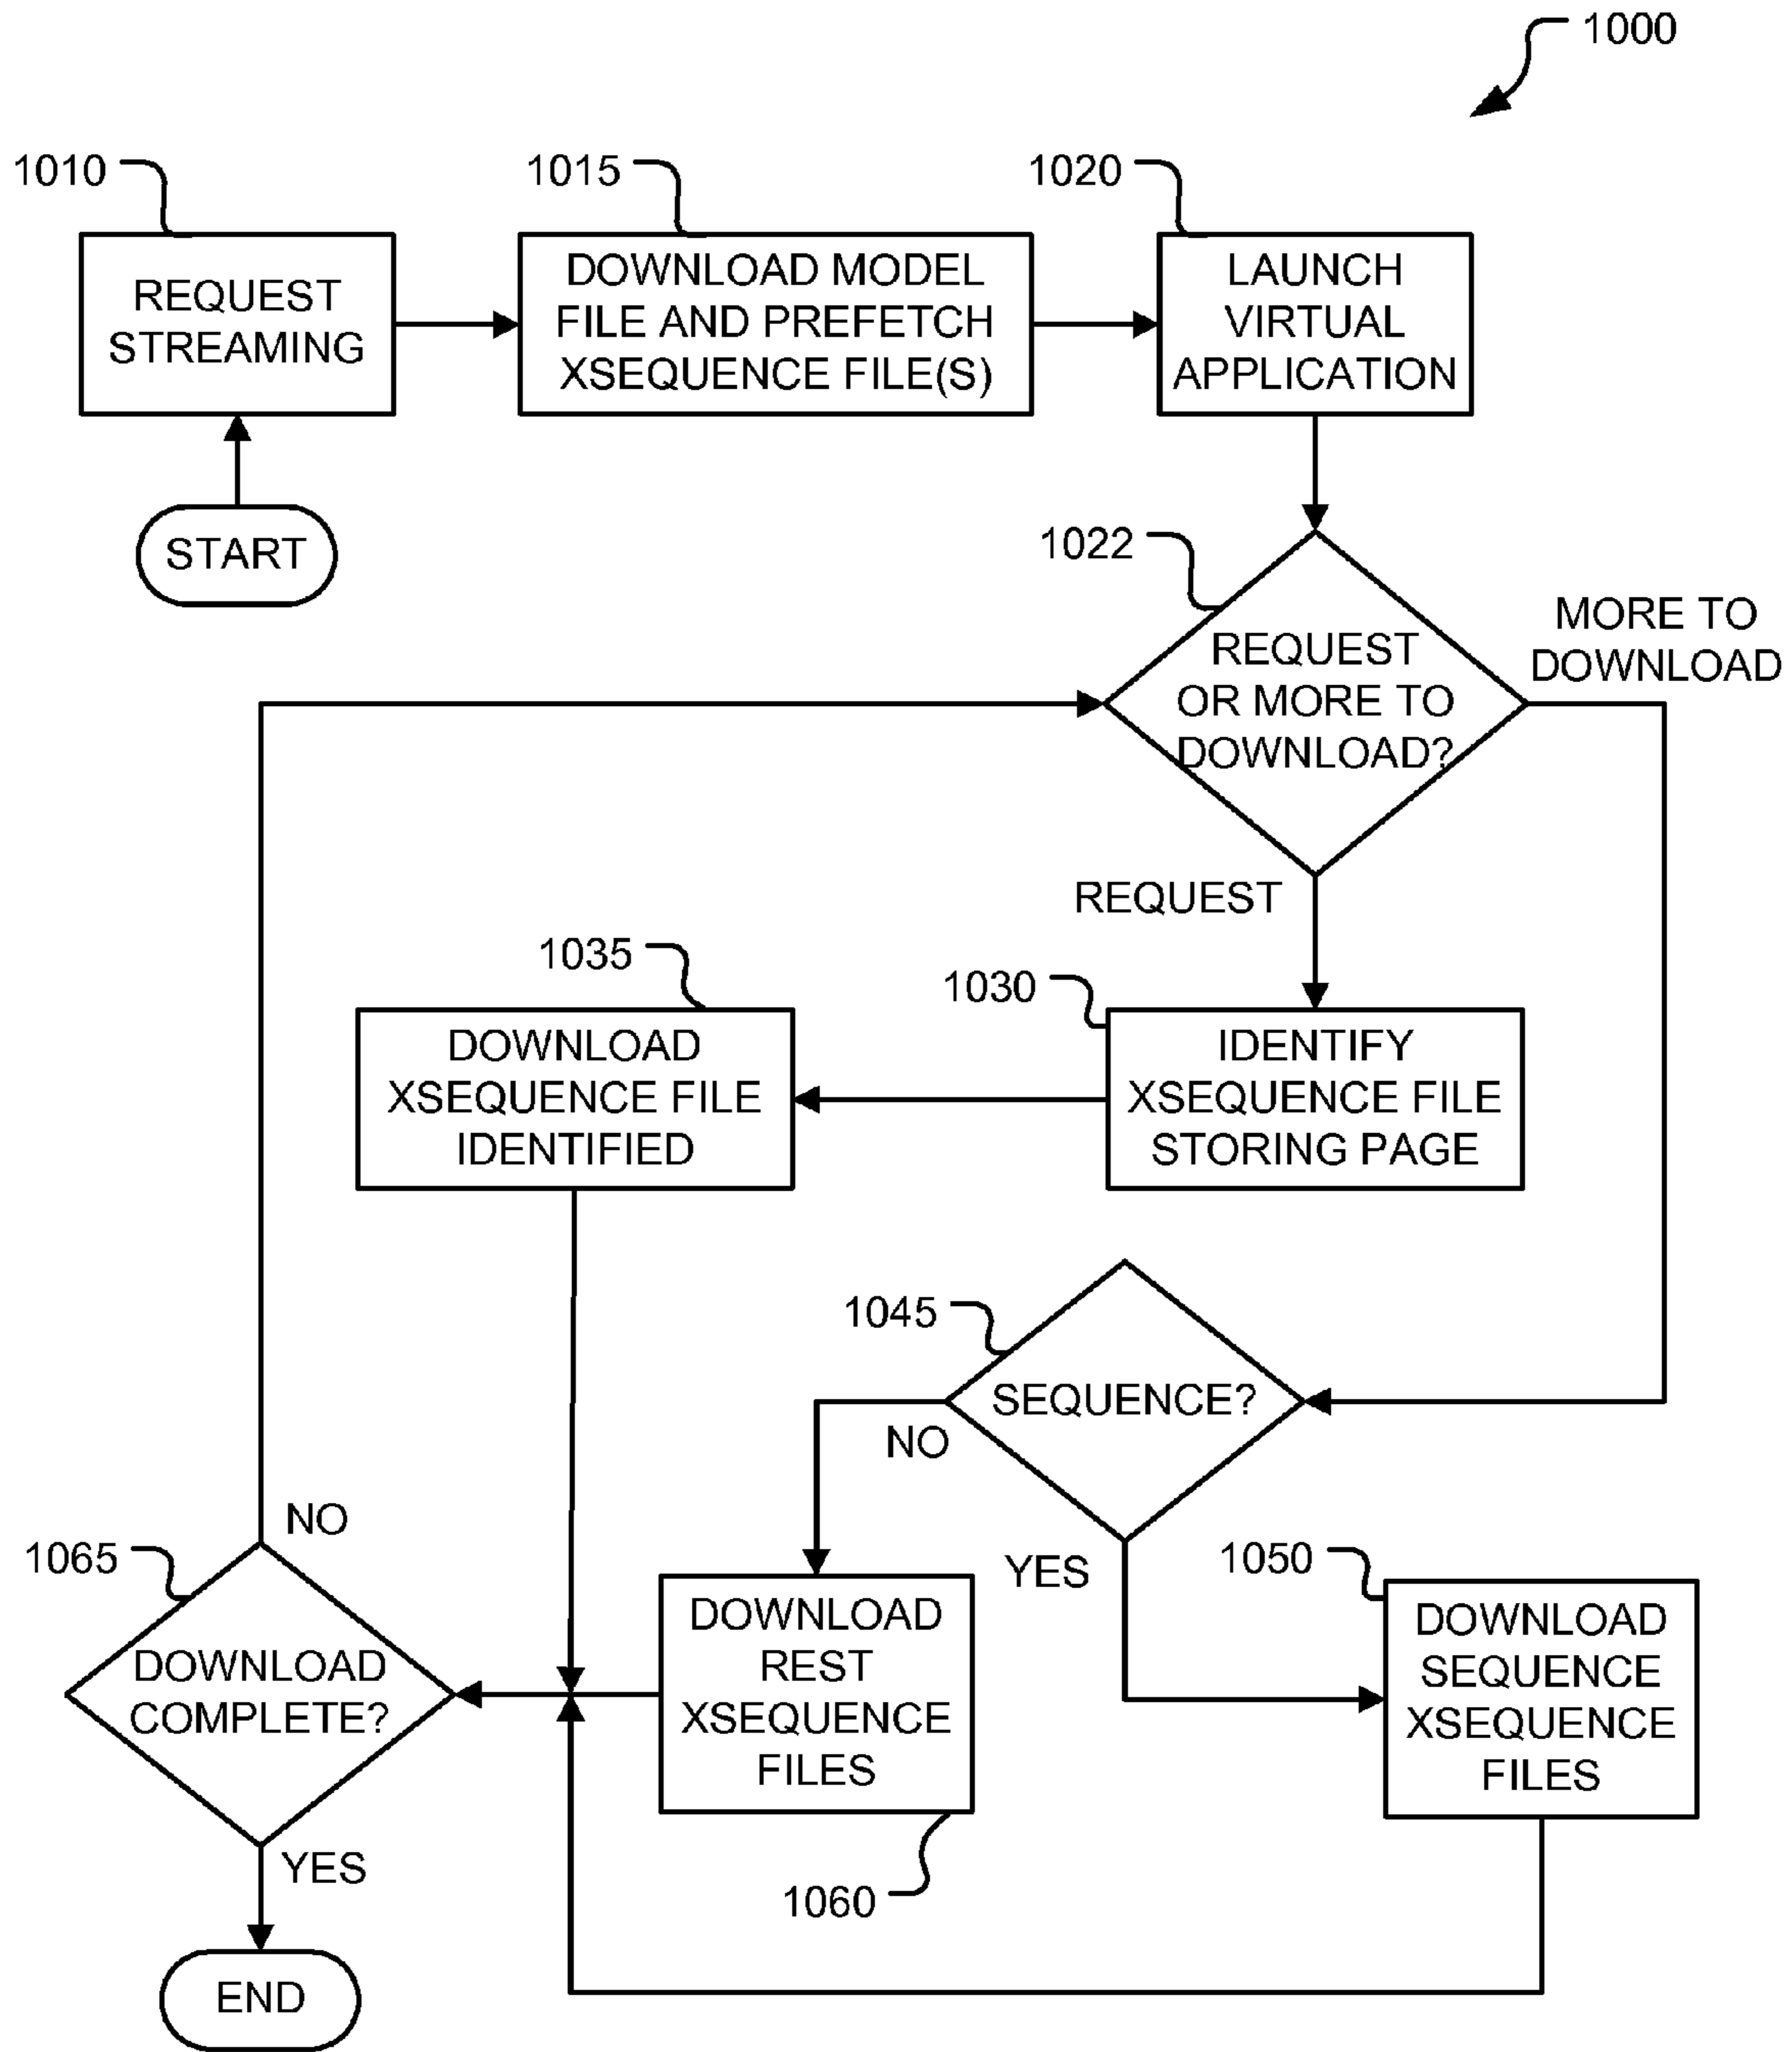 1000
1010
1015
1020
REQUEST
STREAMING
DOWNLOAD MODEL
FILE AND PREFETCH
XSEQUENCE FILE(S)
LAUNCH
VIRTUAL
APPLICATION
START
1022
REQUEST
OR MORE TO
DOWNLOAD?
MORE TO
DOWNLOAD
REQUEST
1035
1030
DOWNLOAD
XSEQUENCE FILE
IDENTIFIED
IDENTIFY
XSEQUENCE FILE
STORING PAGE
1045
SEQUENCE?
NO
YES
1065
NO
DOWNLOAD
COMPLETE?
YES
DOWNLOAD
REST
XSEQUENCE
FILES
1060
1050
DOWNLOAD
SEQUENCE
XSEQUENCE
FILES
END